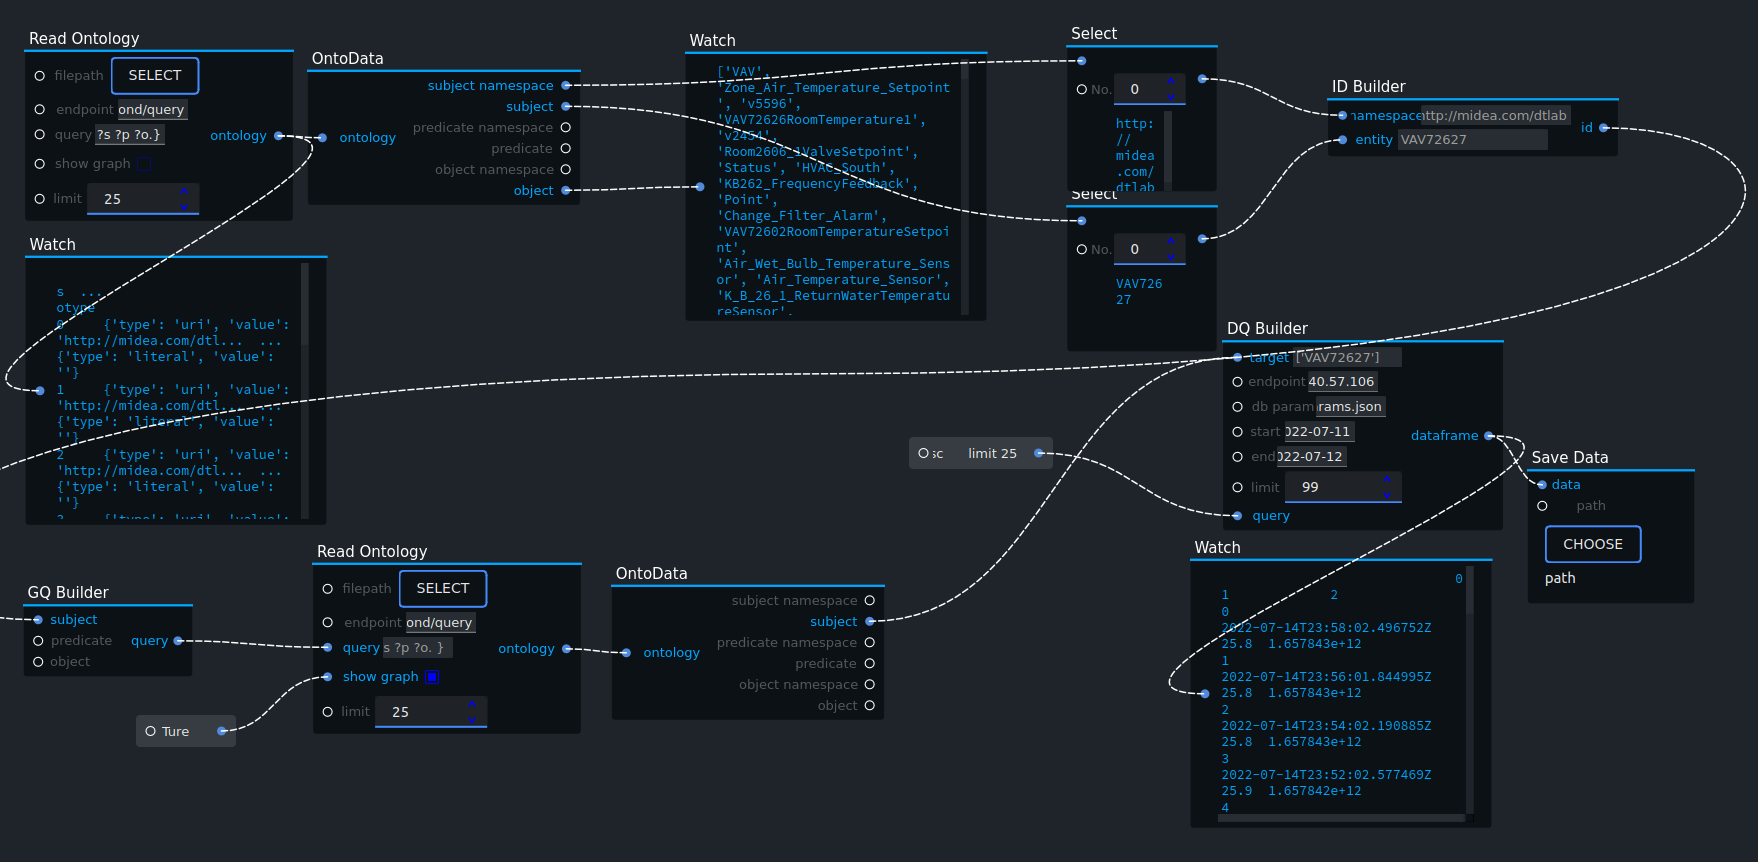 Read Ontology
filepath SELECT
endpoint ond/query
query ?s ?p ?o.} ontology
show graph
limit 25
OntoData
subject namespace
subject
predicate namespace
ontology
predicate
object namespace
object
Watch
['VAV',
'Zone_Air_Temperature_Setpoint
', 'v5596',
'VAV72626RoomTemperature1',
'v2454',
'Room2606_1ValveSetpoint',
'Status', 'HVAC_South',
'KB262_FrequencyFeedback',
'Point',
'Change_Filter_Alarm',
'VAV72602RoomTemperatureSetpoi
nt',
'Air_Wet_Bulb_Temperature_Sens
or', 'Air_Temperature_Sensor',
'K_B_26_1_ReturnWaterTemperatu
reSensor',
Select
No. 0
http:
//
midea
.com/
dtlab
Select
No. 0
VAV726
27
ID Builder
namespace ttp://midea.com/dtlab
id
entity VAV72627
Watch
s ...
otype
0 {'type': 'uri', 'value':
'http://midea.com/dtl... ...
{'type': 'literal', 'value':
''}
1 {'type': 'uri', 'value':
'http://midea.com/dtl... ...
{'type': 'literal', 'value':
''}
2 {'type': 'uri', 'value':
'http://midea.com/dtl... ...
{'type': 'literal', 'value':
''}
3 {'type': 'uri', 'value':
DQ Builder
target ['VAV72627']
endpoint 40.57.106
db param rams.json
start 022-07-11
dataframe
end 022-07-12
limit 99
query
sc limit 25
Save Data
data
path
CHOOSE
path
GQ Builder
subject
predicate query
object
Ture
Read Ontology
filepath SELECT
endpoint ond/query
query s ?p ?o. }
ontology
show graph
limit 25
OntoData
subject namespace
subject
predicate namespace
ontology
predicate
object namespace
object
Watch
0
1 2
0
2022-07-14T23:58:02.496752Z
25.8 1.657843e+12
1
2022-07-14T23:56:01.844995Z
25.8 1.657843e+12
2
2022-07-14T23:54:02.190885Z
25.8 1.657843e+12
3
2022-07-14T23:52:02.577469Z
25.9 1.657842e+12
4